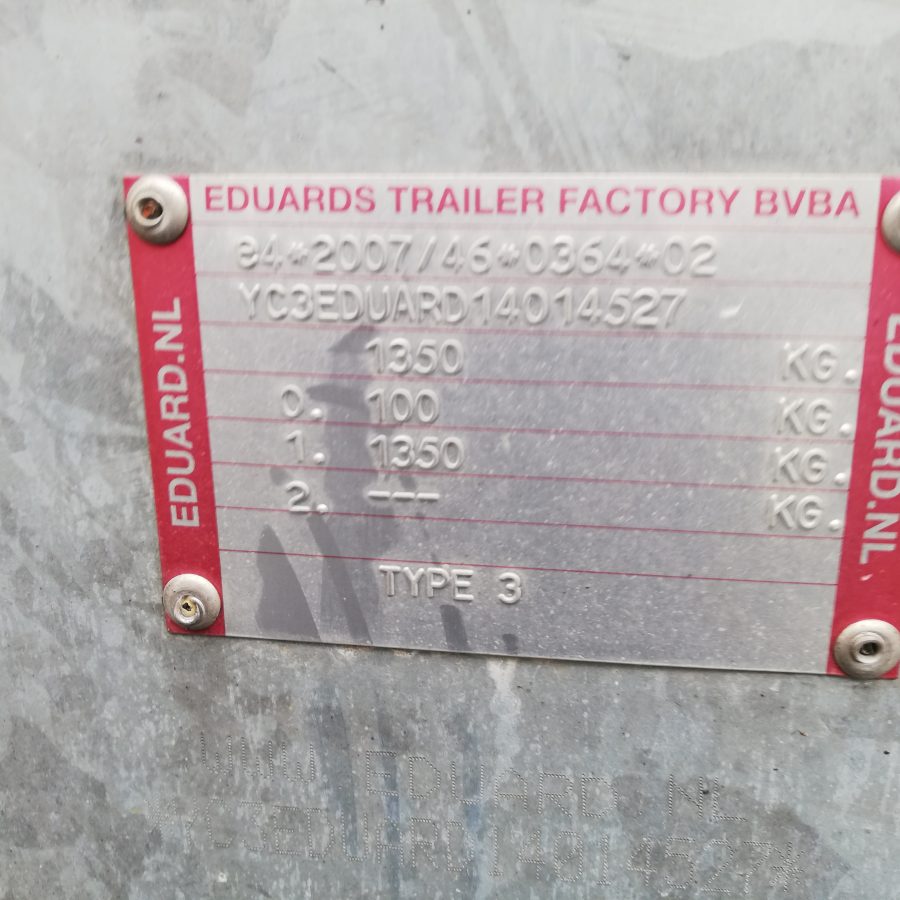 EDUARDS TRAILER FACTORY BVBA
e4*2007/46*0364*02
YC3EDUARD14014527
1350 KG.
0. 100 KG.
1. 1350 KG.
2. --- KG.
TYPE 3
EDUARD.NL
EDUARD.NL
WWW EDUARD.NL
*YC3EDUARD14014527*